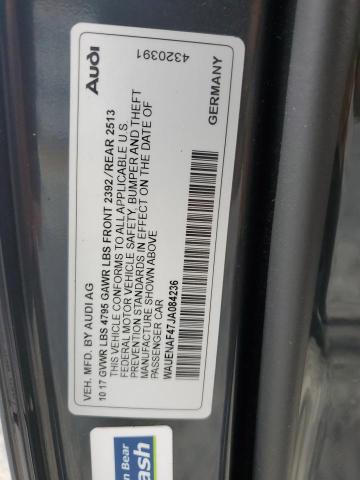 Audi
4320391
GERMANY
VEH. MFD. BY AUDI AG
10 17 GVWR LBS 4795 GAWR LBS FRONT 2392/REAR 2513
THIS VEHICLE CONFORMS TO ALL APPLICABLE U.S.
FEDERAL MOTOR VEHICLE SAFETY, BUMPER AND THEFT
PREVENTION STANDARDS IN EFFECT ON THE DATE OF
MANUFACTURE SHOWN ABOVE
PASSENGER CAR
WAUENAF47JA084236
n Bear
ash